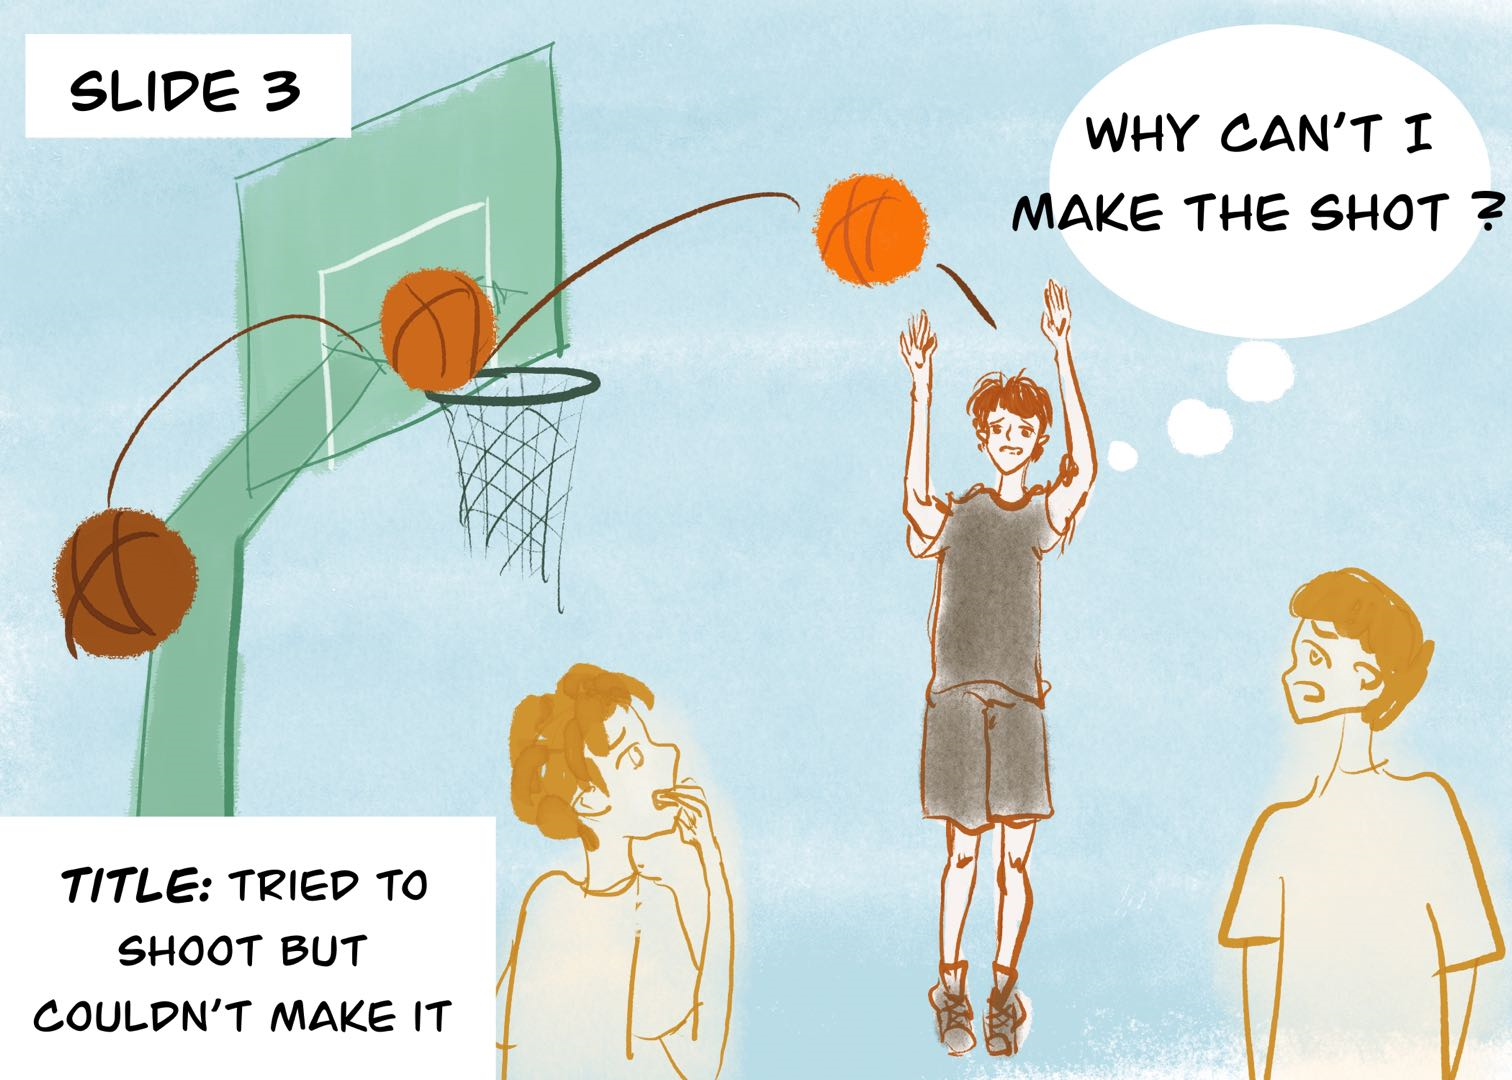 SLIDE 3
WHY CAN'T I
MAKE THE SHOT ?
TITLE: TRIED TO
SHOOT BUT
COULDN'T MAKE IT